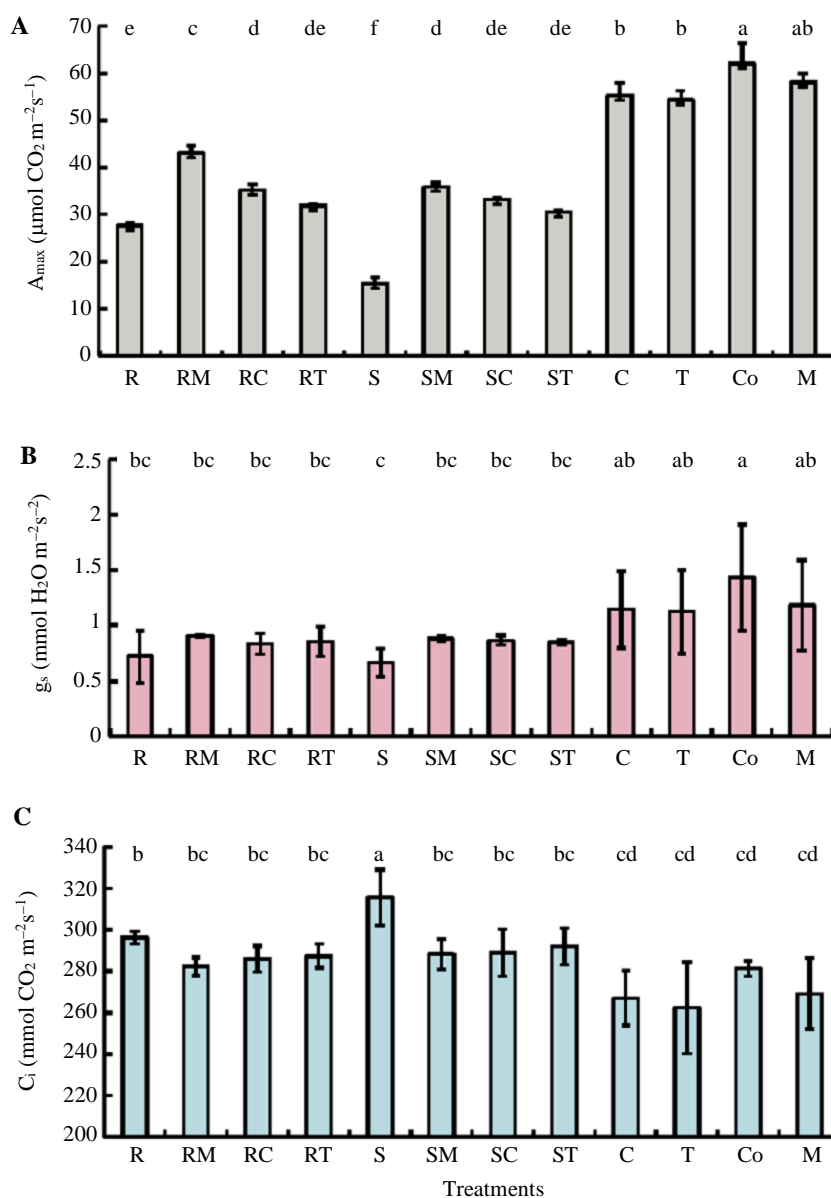 A
e c d de f d de de b b a ab
70
60
50
40
30
20
10
0
A_max (µmol CO₂ m⁻²s⁻¹)
R RM RC RT S SM SC ST C T Co M
B
bc bc bc bc c bc bc bc ab ab a ab
2.5
2
1.5
1
0.5
0
gₛ (mmol H₂O m⁻²s⁻²)
R RM RC RT S SM SC ST C T Co M
C
b bc bc bc a bc bc bc cd cd cd cd
340
320
300
280
260
240
220
200
Cᵢ (mmol CO₂ m⁻²s⁻¹)
R RM RC RT S SM SC ST C T Co M
Treatments